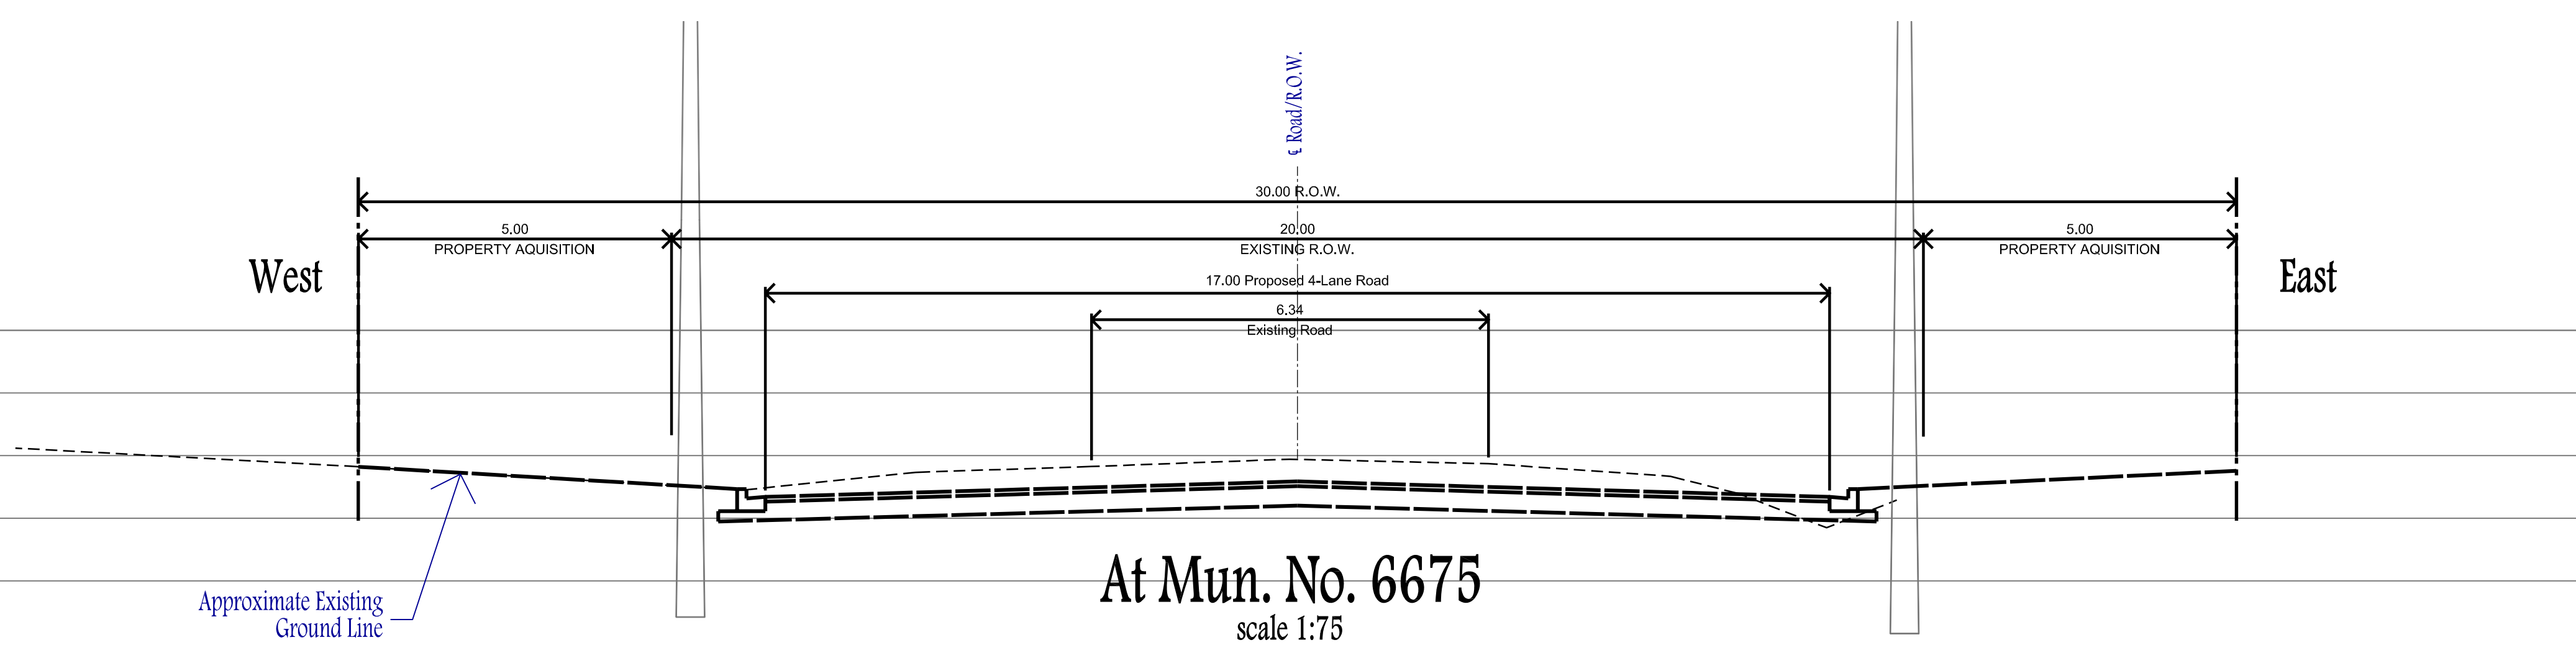 ℄ Road/R.O.W.
30.00 R.O.W.
5.00
PROPERTY AQUISITION
20.00
EXISTING R.O.W.
5.00
PROPERTY AQUISITION
West
East
17.00 Proposed 4-Lane Road
6.34
Existing Road
Approximate Existing
Ground Line
At Mun. No. 6675
scale 1:75